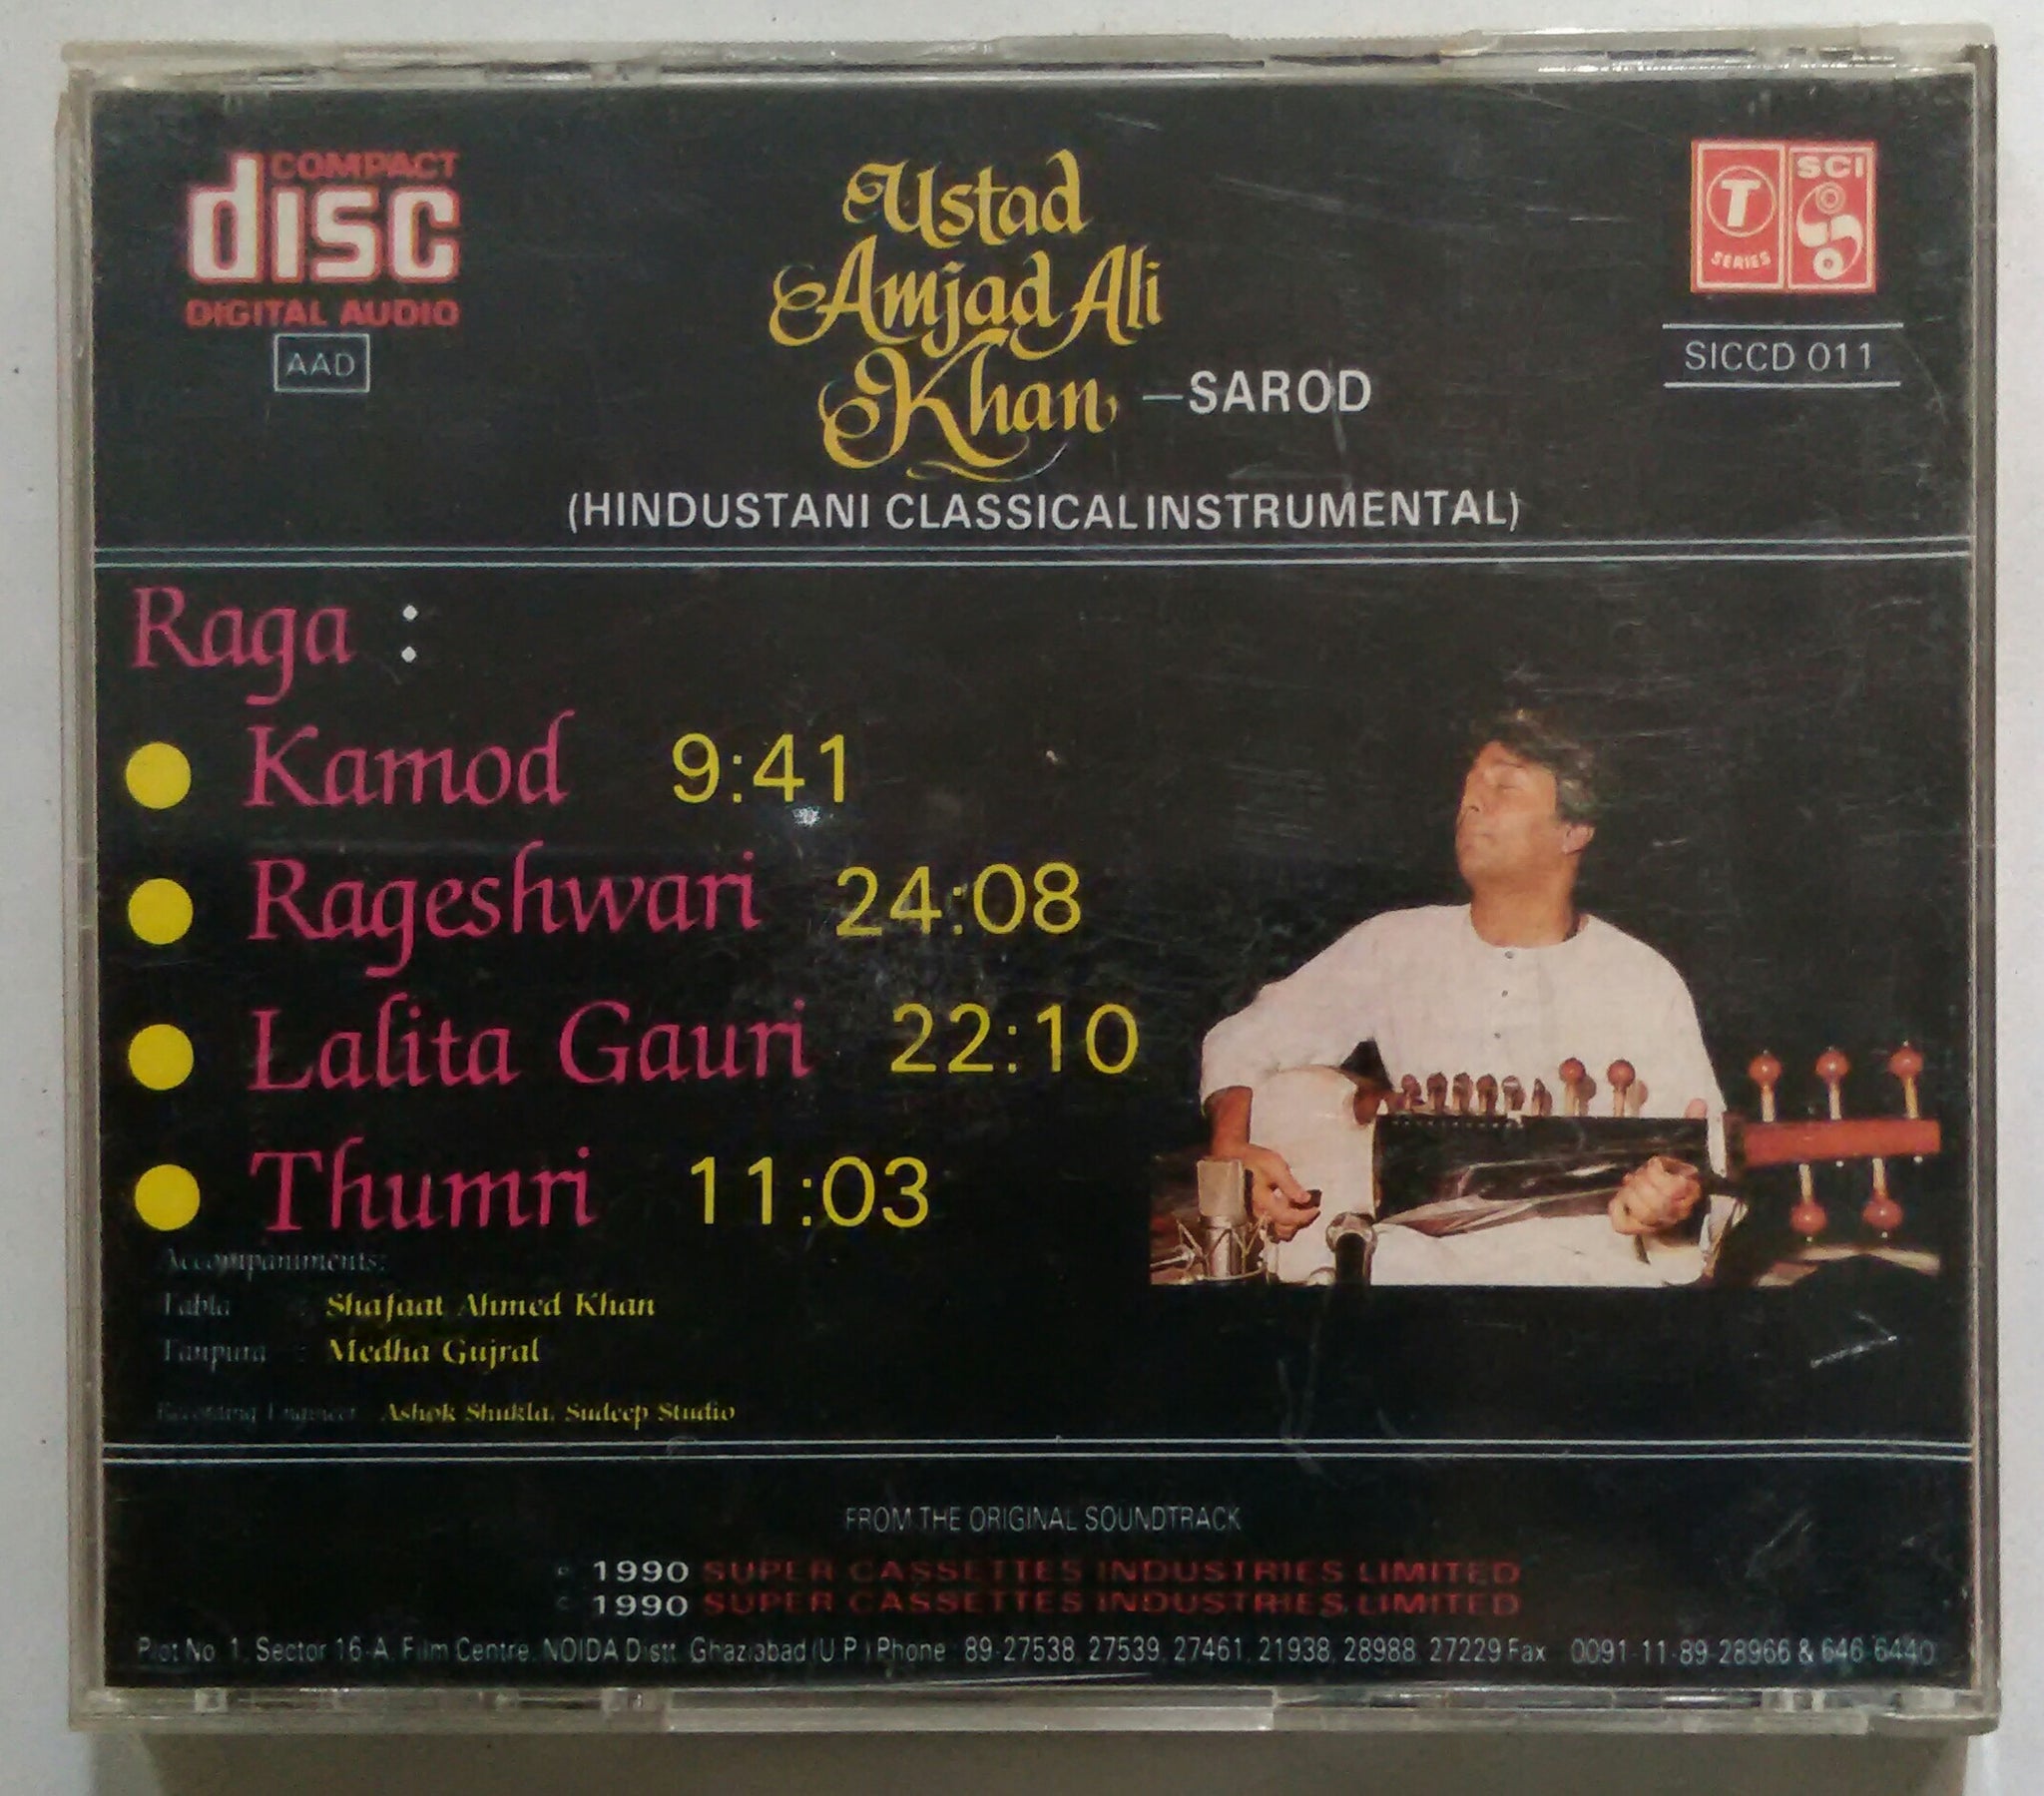 COMPACT
disc
DIGITAL AUDIO
AAD
Ustad
Amjad Ali
Khan —SAROD
(HINDUSTANI CLASSICAL INSTRUMENTAL)
T
SERIES
SCI
SICCD 011
Raga :
Kamod 9:41
Rageshwari 24:08
Lalita Gauri 22:10
Thumri 11:03
Accompaniments:
Tabla : Shafaat Ahmed Khan
Tanpura : Medha Gujral
Recording Engineer Ashok Shukla, Sudeep Studio
FROM THE ORIGINAL SOUNDTRACK
℗ 1990 SUPER CASSETTES INDUSTRIES LIMITED
© 1990 SUPER CASSETTES INDUSTRIES LIMITED
Plot No. 1, Sector 16-A, Film Centre, NOIDA Distt. Ghaziabad (U.P.) Phone : 89-27538, 27539, 27461, 21938, 28988, 27229 Fax : 0091-11-89-28966 & 646-6440